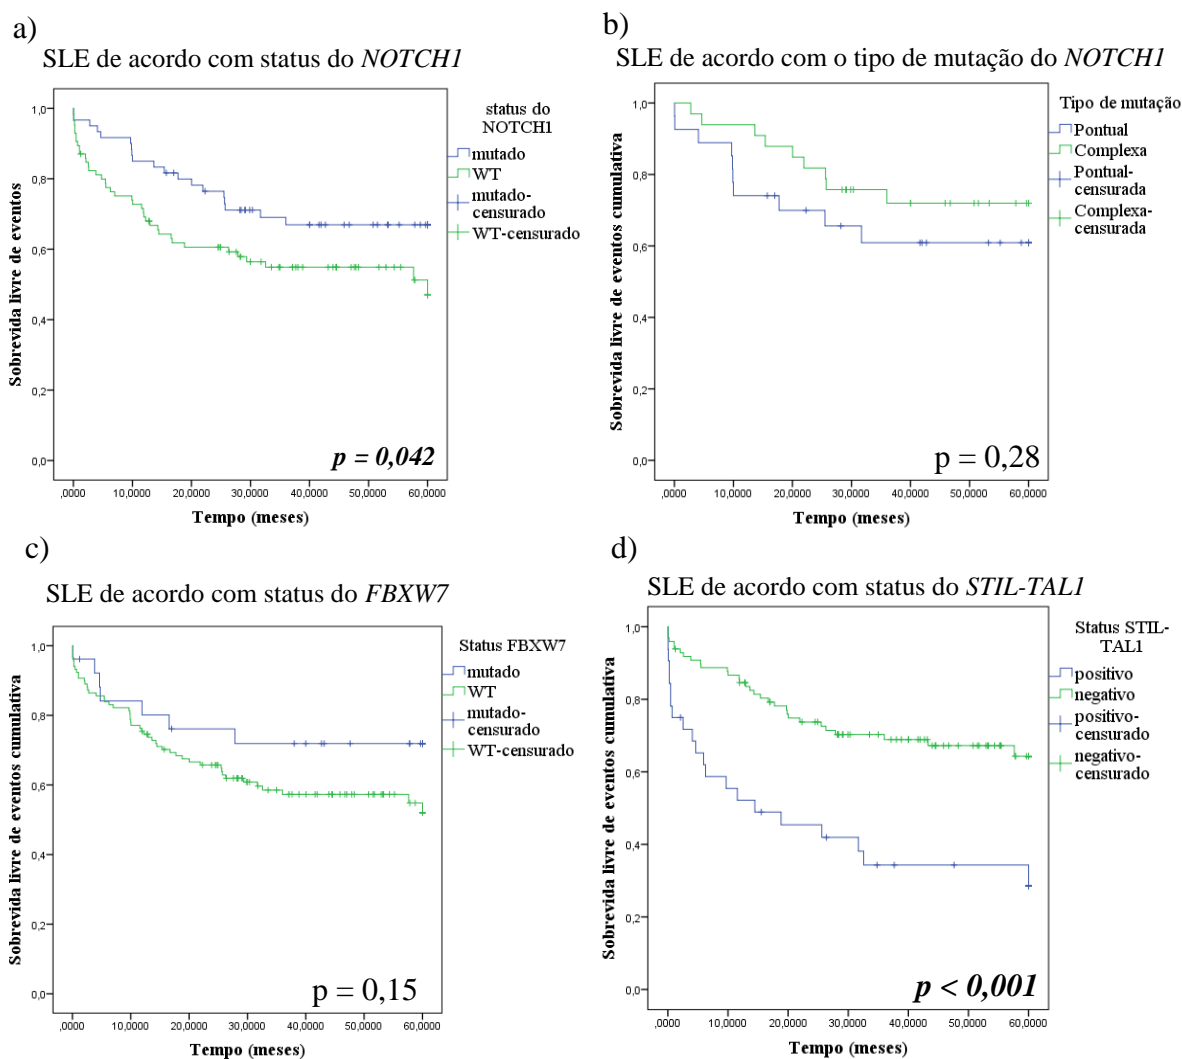 a)
SLE de acordo com status do NOTCH1
status do
NOTCH1
mutado
WT
mutado-
censurado
WT-censurado
Sobrevida livre de eventos
1,0
0,8
0,6
0,4
0,2
0,0
p = 0,042
,0000 10,0000 20,0000 30,0000 40,0000 50,0000 60,0000
Tempo (meses)
b)
SLE de acordo com o tipo de mutação do NOTCH1
Tipo de mutação
Pontual
Complexa
Pontual-
censurada
Complexa-
censurada
Sobrevida livre de eventos cumulativa
1,0
0,8
0,6
0,4
0,2
0,0
p = 0,28
,0000 10,0000 20,0000 30,0000 40,0000 50,0000 60,0000
Tempo (meses)
c)
SLE de acordo com status do FBXW7
Status FBXW7
mutado
WT
mutado-
censurado
WT-censurado
Sobrevida livre de eventos cumulativa
1,0
0,8
0,6
0,4
0,2
0,0
p = 0,15
,0000 10,0000 20,0000 30,0000 40,0000 50,0000 60,0000
Tempo (meses)
d)
SLE de acordo com status do STIL-TAL1
Status STIL-
TAL1
positivo
negativo
positivo-
censurado
negativo-
censurado
Sobrevida livre de eventos cumulativa
1,0
0,8
0,6
0,4
0,2
0,0
p < 0,001
,0000 10,0000 20,0000 30,0000 40,0000 50,0000 60,0000
Tempo (meses)